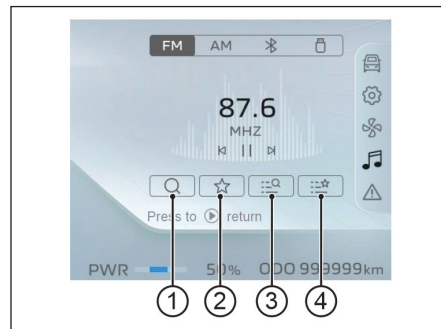 FM AM
87.6
MHZ
Press to return
PWR 50% ODO 999999km
1 2 3 4